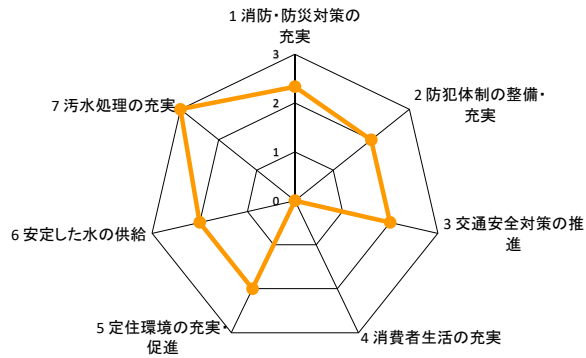 1 消防・防災対策の
充実
3
2 防犯体制の整備・
充実
7 汚水処理の充実
2
1
0
3 交通安全対策の推
進
6 安定した水の供給
5 定住環境の充実・
促進
4 消費者生活の充実